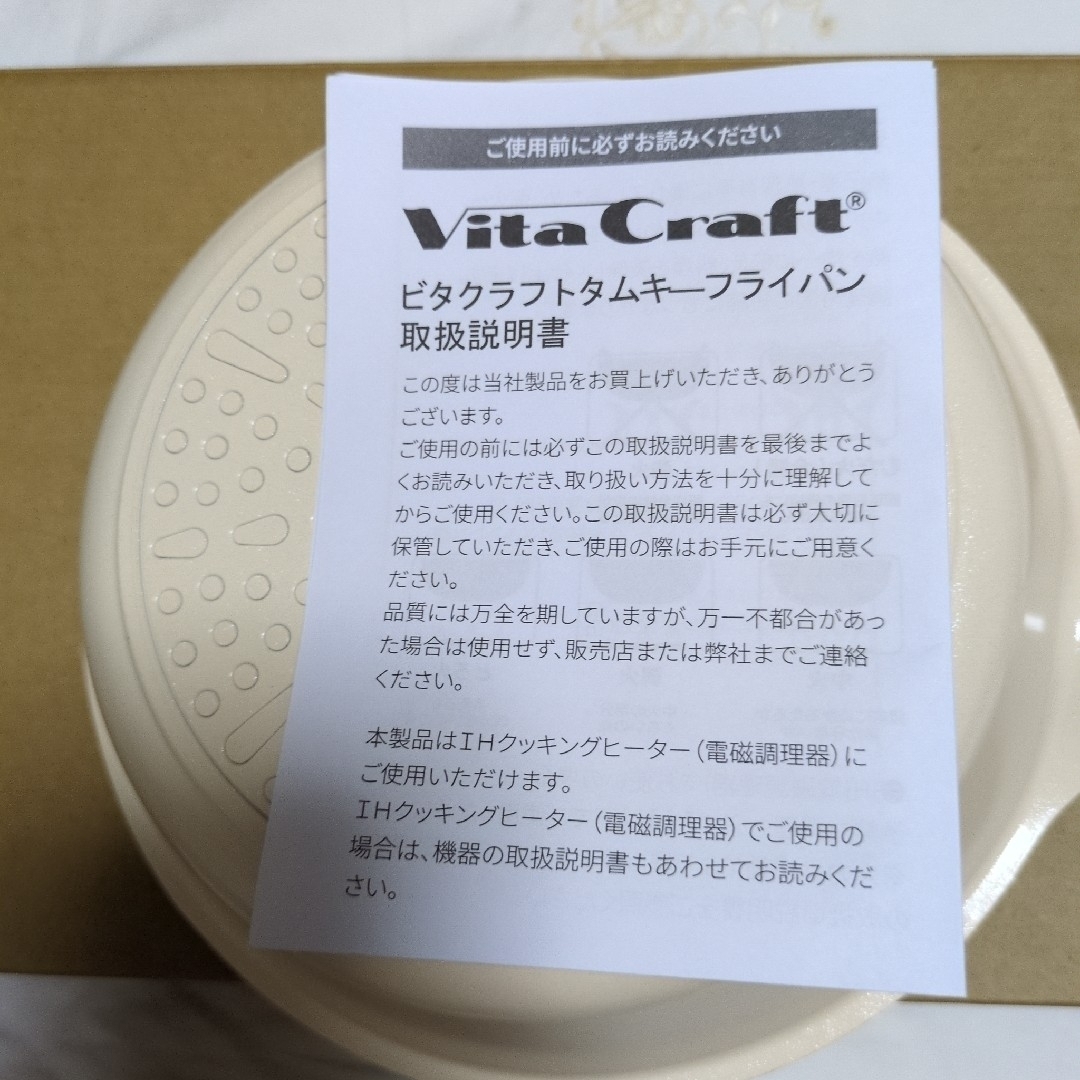 ご使用前に必ずお読みください
Vita Craft®
ビタクラフトタムキーフライパン
取扱説明書
この度は当社製品をお買上げいただき、ありがとう
ございます。
ご使用の前には必ずこの取扱説明書を最後までよ
くお読みいただき、取り扱い方法を十分に理解して
からご使用ください。この取扱説明書は必ず大切に
保管していただき、ご使用の際はお手元にご用意く
ださい。
品質には万全を期していますが、万一不都合があっ
た場合は使用せず、販売店または弊社までご連絡
ください。
本製品はIHクッキングヒーター（電磁調理器）に
ご使用いただけます。
IHクッキングヒーター（電磁調理器）でご使用の
場合は、機器の取扱説明書もあわせてお読みくだ
さい。